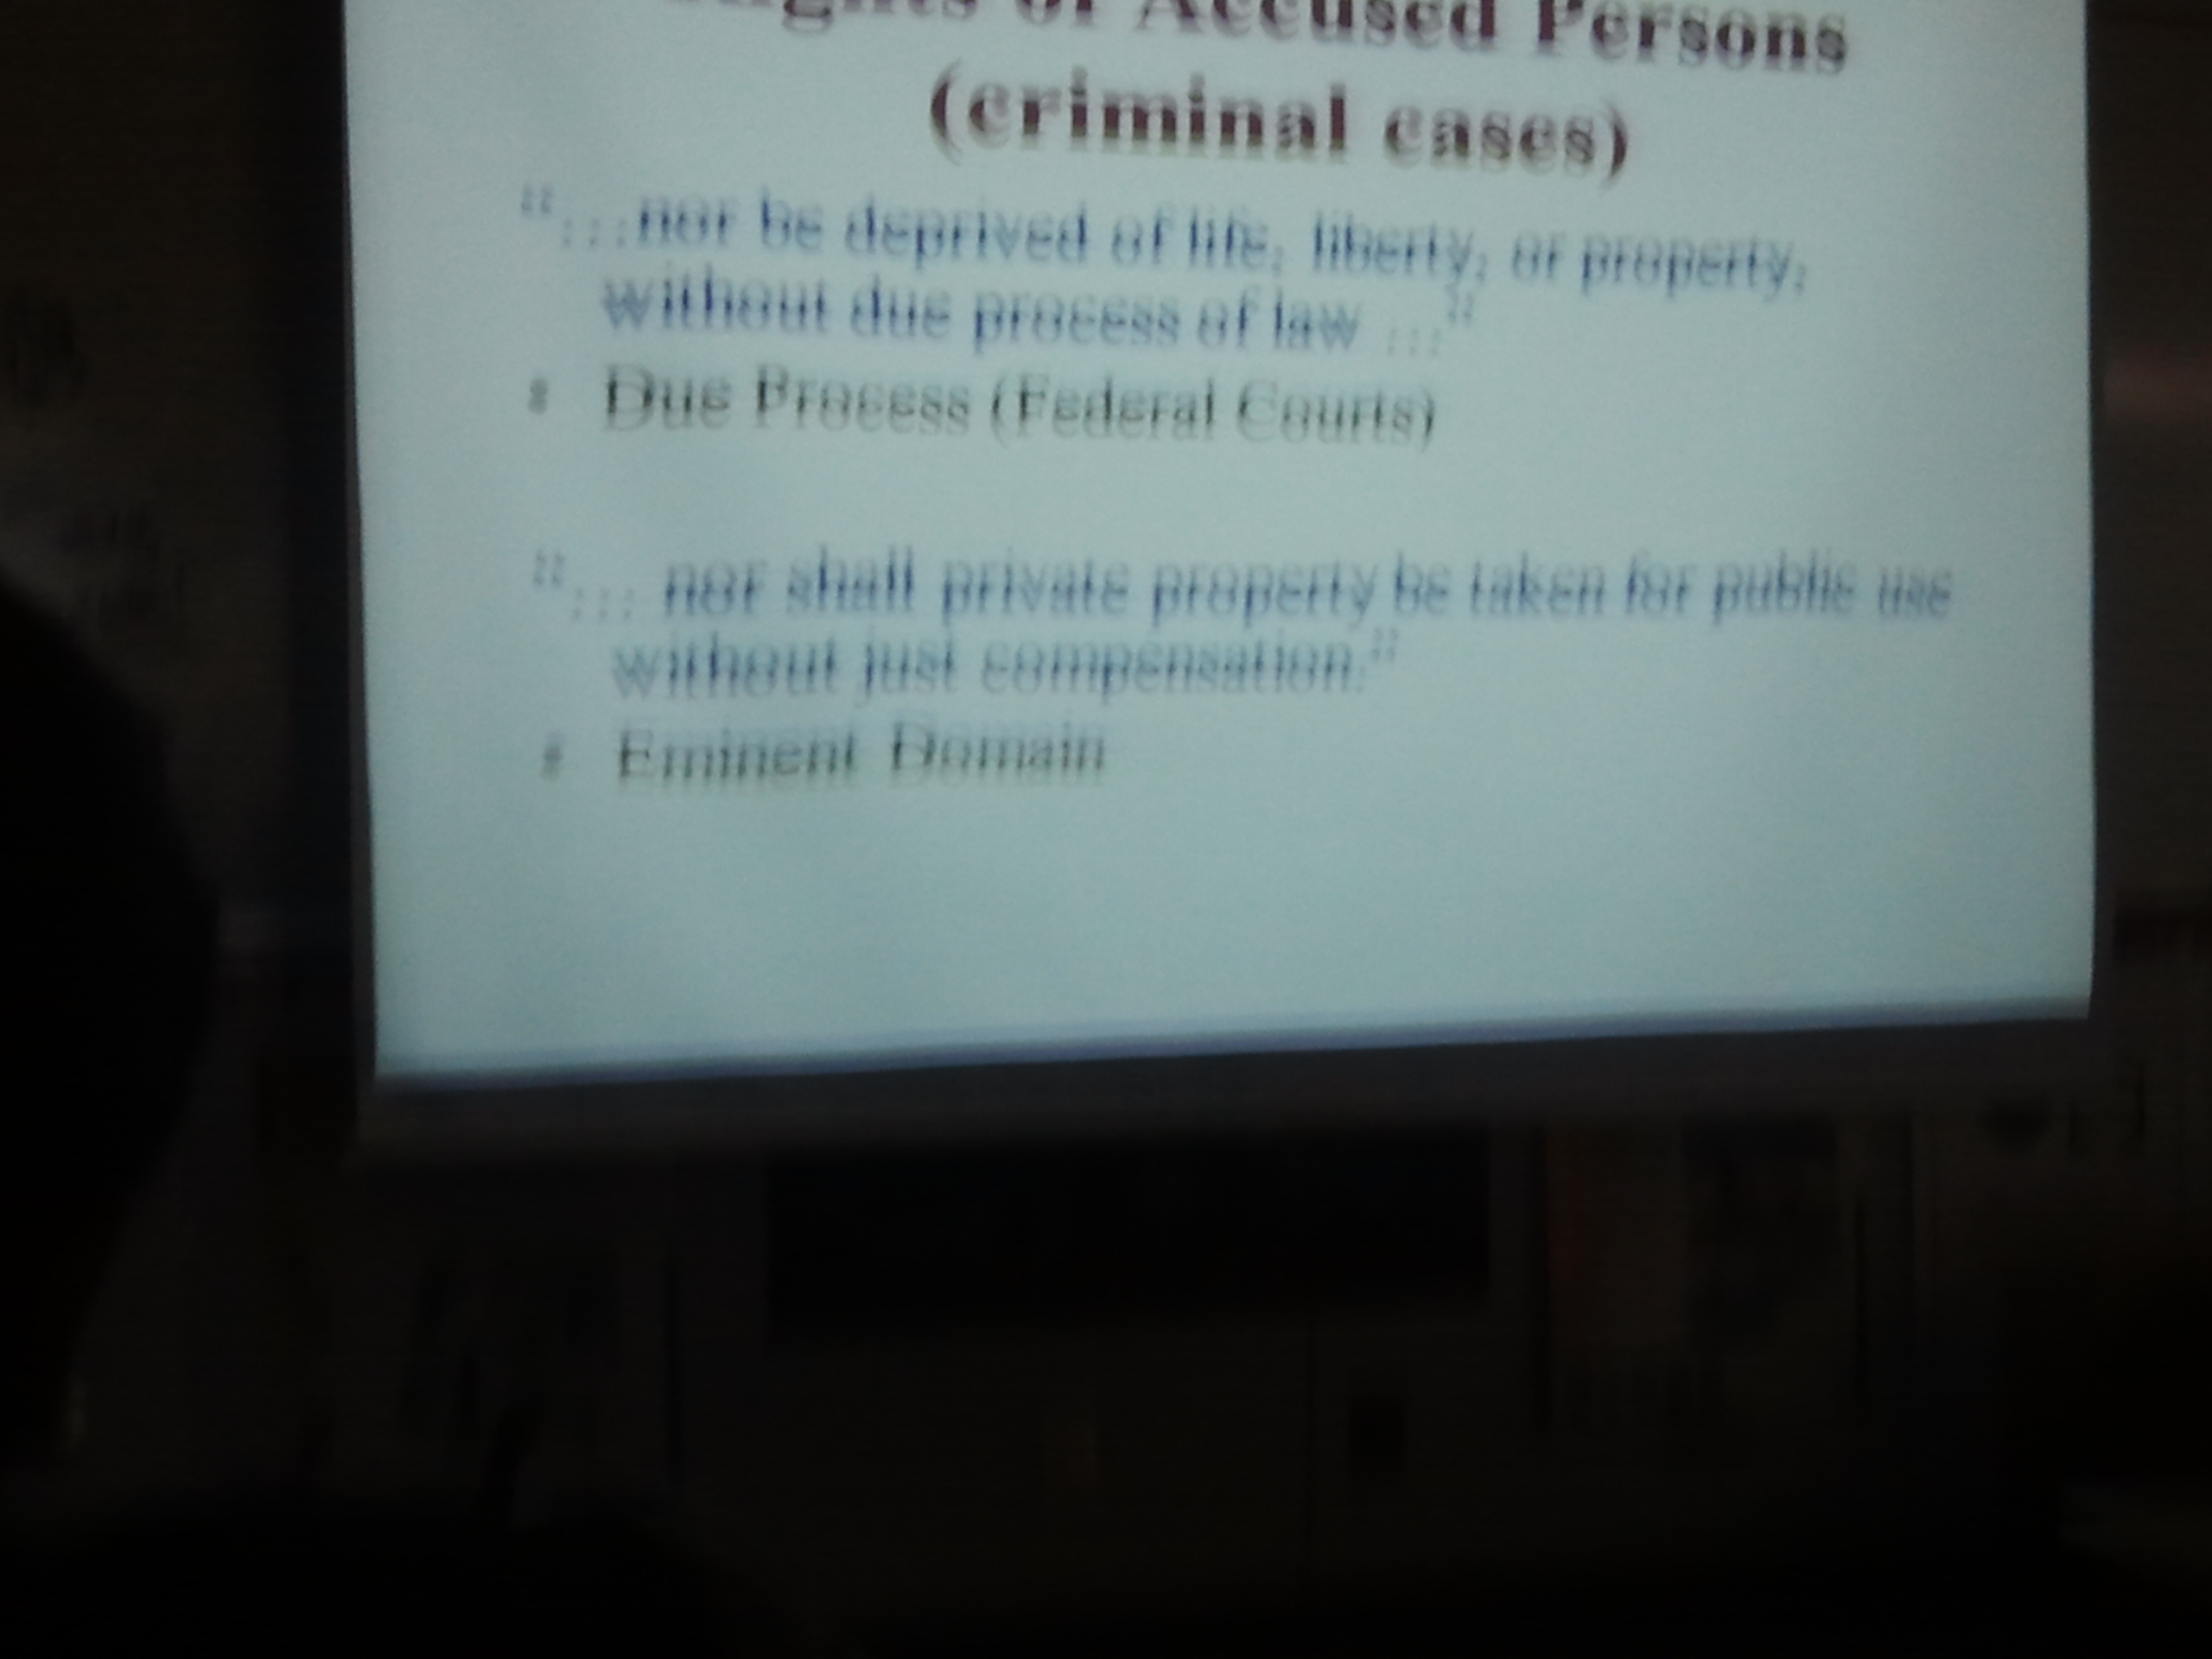 of Accused Persons
(criminal cases)
“…nor be deprived of life, liberty, or property,
without due process of law …”
• Due Process (Federal Courts)
“… nor shall private property be taken for public use
without just compensation.”
• Eminent Domain